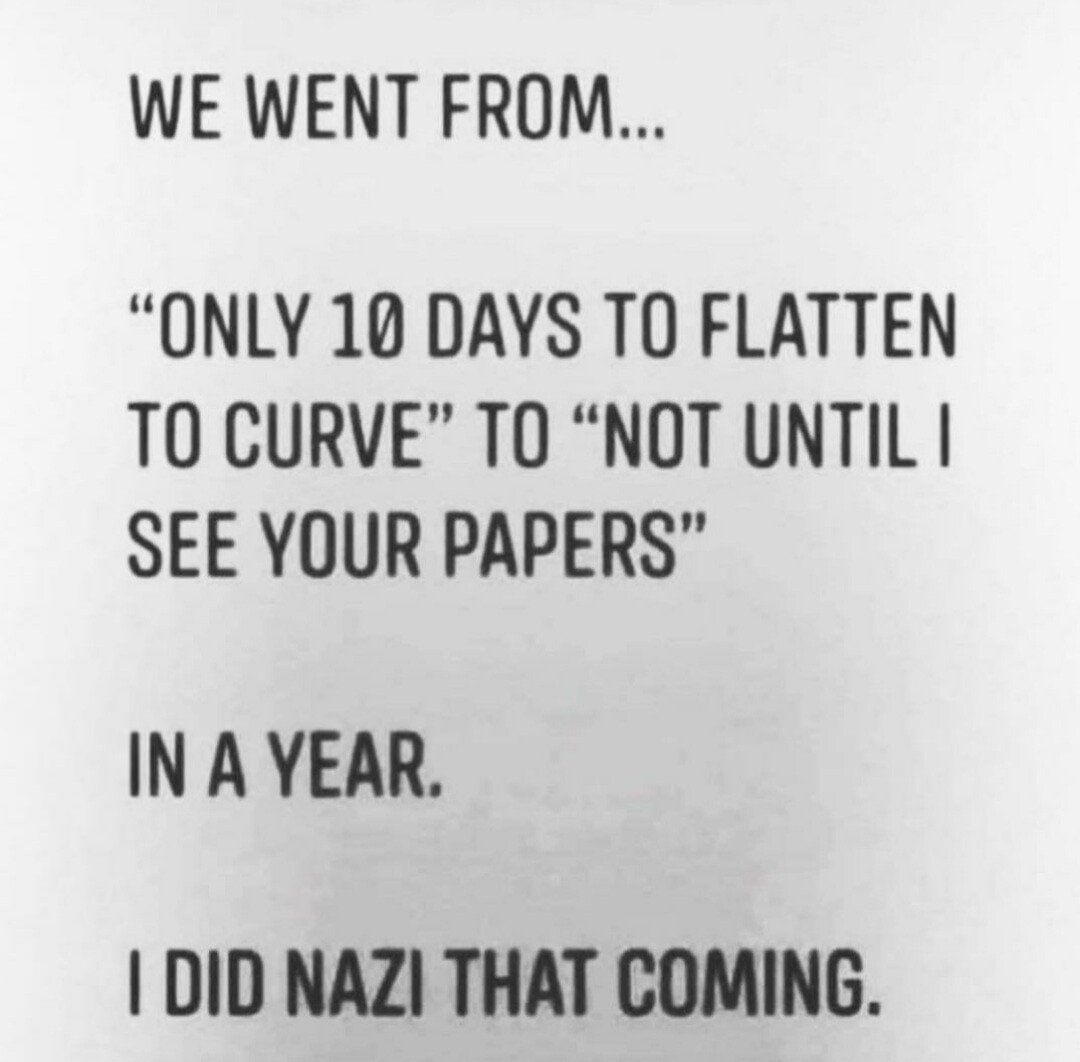 WE WENT FROM...
“ONLY 10 DAYS TO FLATTEN
TO CURVE” TO “NOT UNTIL I
SEE YOUR PAPERS”
IN A YEAR.
I DID NAZI THAT COMING.